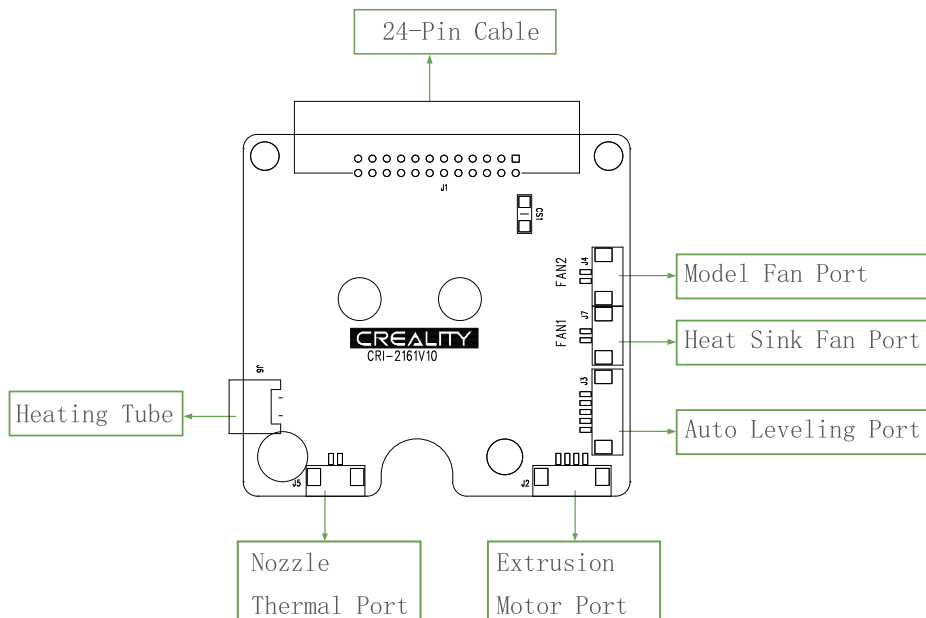 24-Pin Cable
J1
CS1
FAN2
J4
Model Fan Port
FAN1
J7
Heat Sink Fan Port
CREALITY
CRI-2161V10
J6
J3
Heating Tube
Auto Leveling Port
J5
J2
Nozzle
Thermal Port
Extrusion
Motor Port